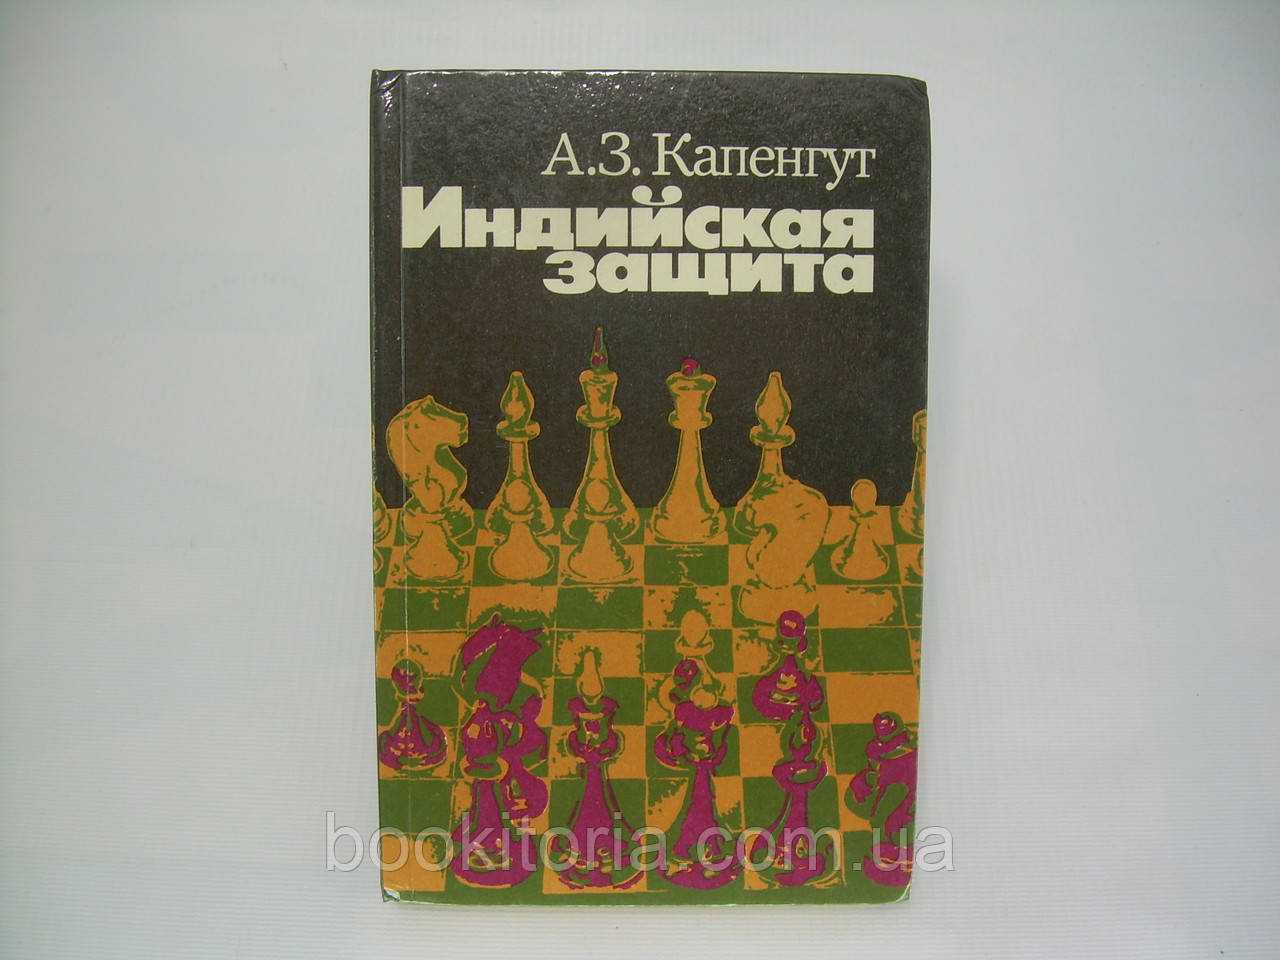 А.З. Капенгут
Индийская
защита
bookitoria.com.ua